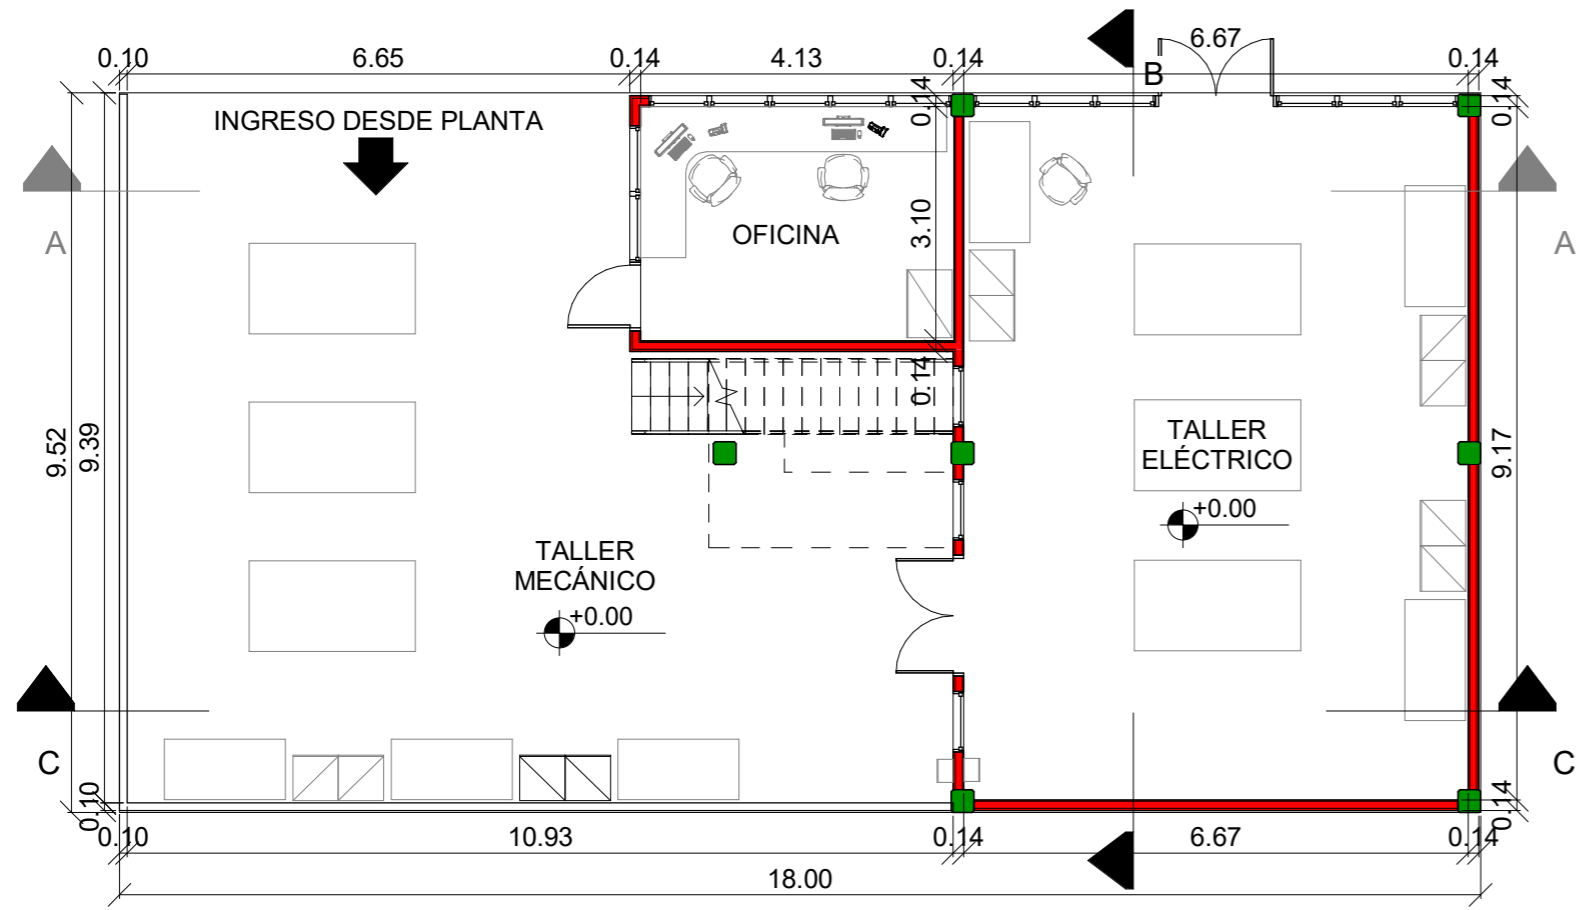 0.10 6.65 0.14 4.13 0.14 6.67 0.14
B
INGRESO DESDE PLANTA
0.14
0.14
A
OFICINA
3.10
A
0.14
9.52
9.39
TALLER
ELÉCTRICO
9.17
+0.00
TALLER
MECÁNICO
+0.00
C
C
0.10
0.14
0.10 10.93 0.14 6.67 0.14
18.00